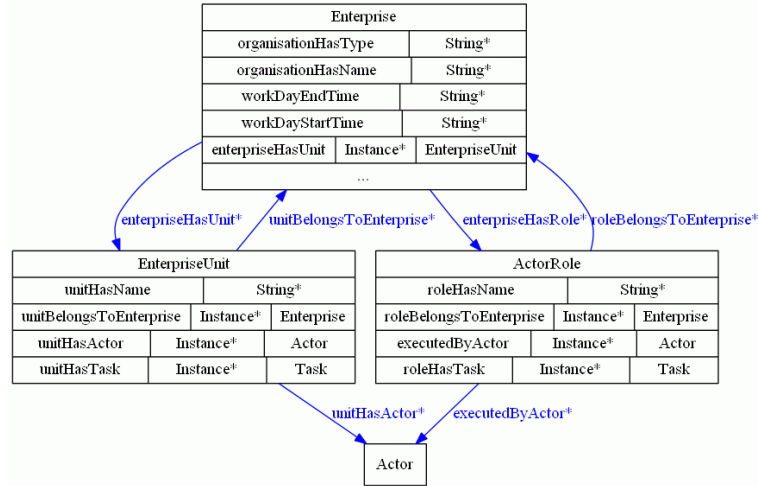 Enterprise
organisationHasType String*
organisationHasName String*
workDayEndTime String*
workDayStartTime String*
enterpriseHasUnit Instance* EnterpriseUnit
...
enterpriseHasUnit* unitBelongsToEnterprise* enterpriseHasRole* roleBelongsToEnterprise*
EnterpriseUnit
unitHasName String*
unitBelongsToEnterprise Instance* Enterprise
unitHasActor Instance* Actor
unitHasTask Instance* Task
ActorRole
roleHasName String*
roleBelongsToEnterprise Instance* Enterprise
executedByActor Instance* Actor
roleHasTask Instance* Task
unitHasActor* executedByActor*
Actor